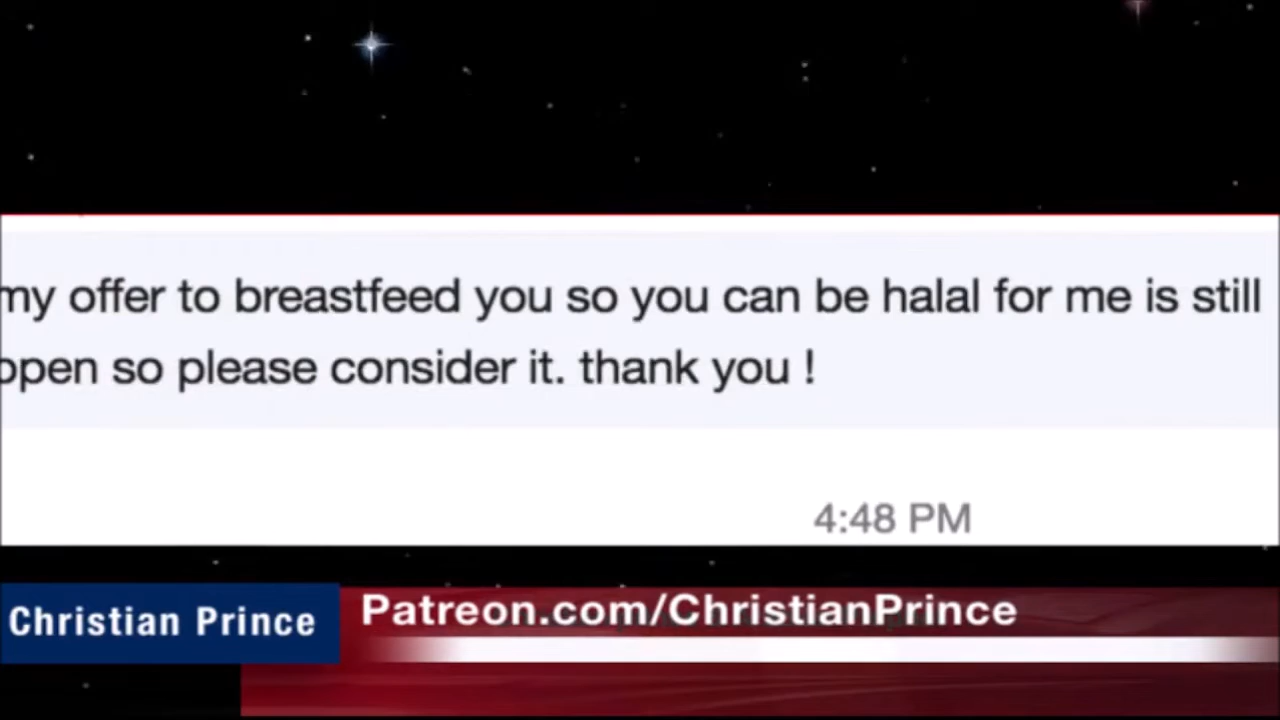 my offer to breastfeed you so you can be halal for me is still
open so please consider it. thank you !
4:48 PM
Christian Prince
Patreon.com/ChristianPrince